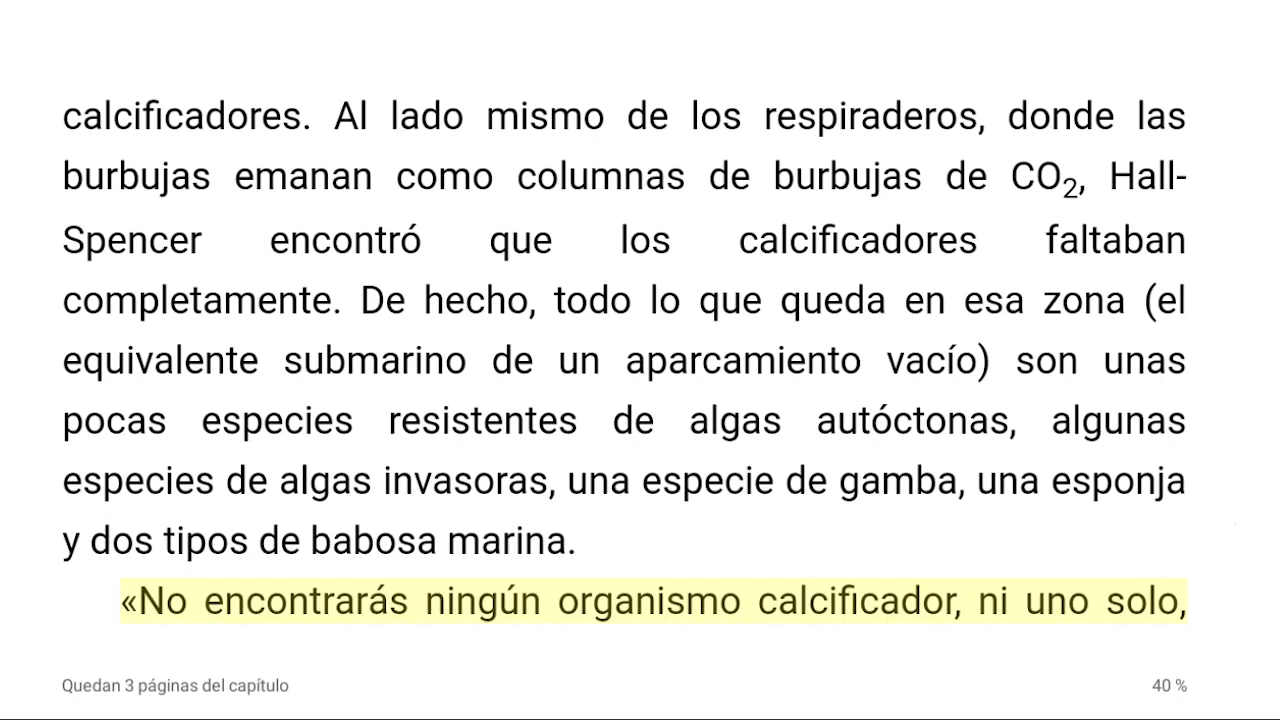 calcificadores. Al lado mismo de los respiraderos, donde las
burbujas emanan como columnas de burbujas de CO₂, Hall-
Spencer encontró que los calcificadores faltaban
completamente. De hecho, todo lo que queda en esa zona (el
equivalente submarino de un aparcamiento vacío) son unas
pocas especies resistentes de algas autóctonas, algunas
especies de algas invasoras, una especie de gamba, una esponja
y dos tipos de babosa marina.
«No encontrarás ningún organismo calcificador, ni uno solo,
Quedan 3 páginas del capítulo 40 %